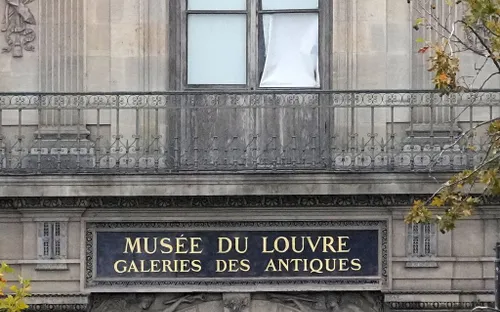 MUSÉE DU LOUVRE
GALERIES DES ANTIQUES